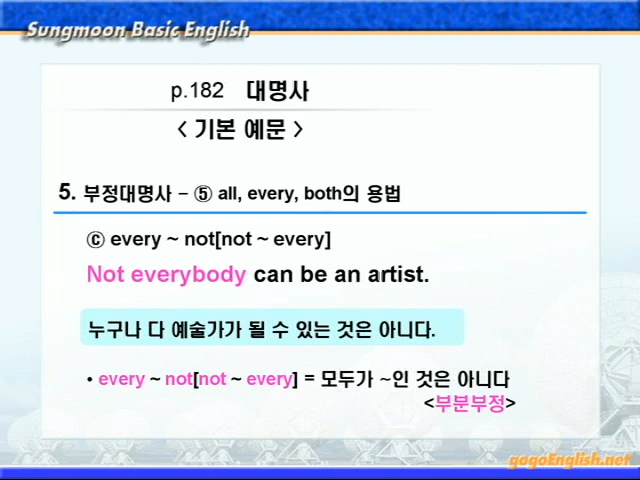 Sungmoon Basic English
p.182 대명사
< 기본 예문 >
5. 부정대명사 – ⑤ all, every, both의 용법
ⓒ every ~ not[not ~ every]
Not everybody can be an artist.
누구나 다 예술가가 될 수 있는 것은 아니다.
• every ~ not[not ~ every] = 모두가 ~인 것은 아니다
<부분부정>
gogoEnglish.net